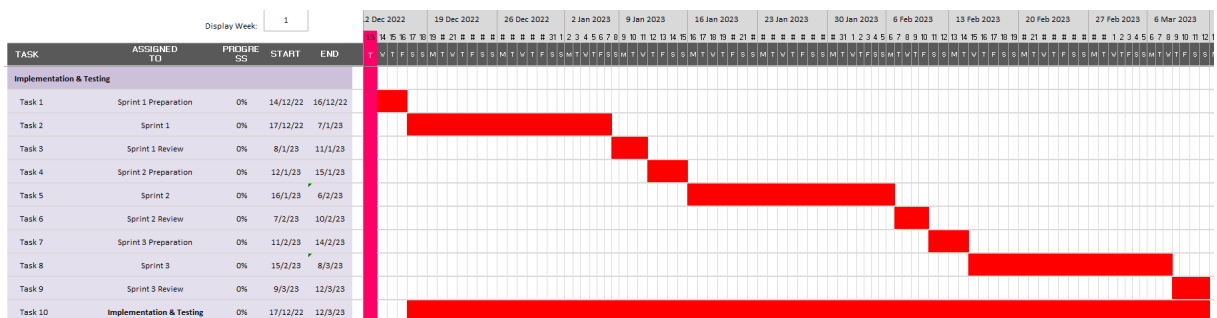 Display Week: 1
.2 Dec 2022 19 Dec 2022 26 Dec 2022 2 Jan 2023 9 Jan 2023 16 Jan 2023 23 Jan 2023 30 Jan 2023 6 Feb 2023 13 Feb 2023 20 Feb 2023 27 Feb 2023 6 Mar 2023
TASK ASSIGNED TO PROGRE SS START END
Implementation & Testing
Task 1 Sprint 1 Preparation 0% 14/12/22 16/12/22
Task 2 Sprint 1 0% 17/12/22 7/1/23
Task 3 Sprint 1 Review 0% 8/1/23 11/1/23
Task 4 Sprint 2 Preparation 0% 12/1/23 15/1/23
Task 5 Sprint 2 0% 16/1/23 6/2/23
Task 6 Sprint 2 Review 0% 7/2/23 10/2/23
Task 7 Sprint 3 Preparation 0% 11/2/23 14/2/23
Task 8 Sprint 3 0% 15/2/23 8/3/23
Task 9 Sprint 3 Review 0% 9/3/23 12/3/23
Task 10 Implementation & Testing 0% 17/12/22 12/3/23